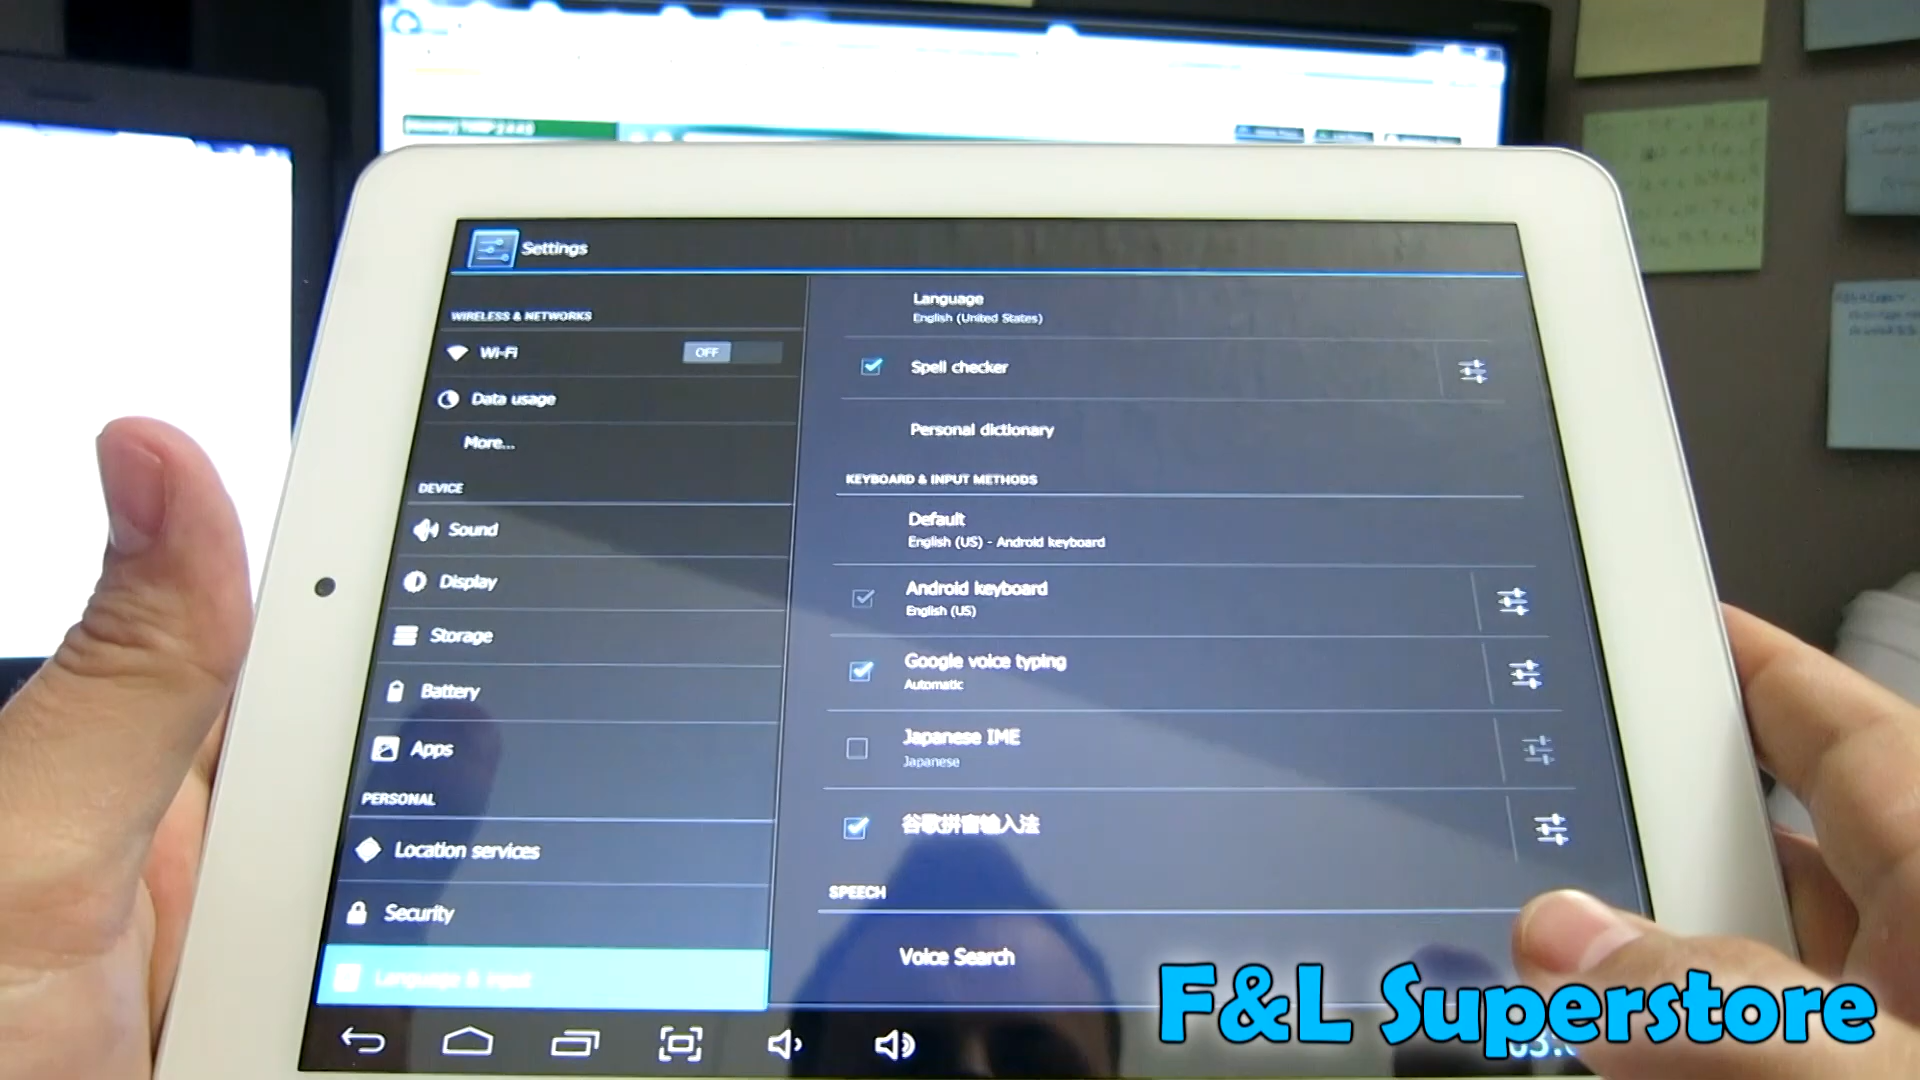 Settings
WIRELESS & NETWORKS
Wi-Fi
OFF
Data usage
More...
DEVICE
Sound
Display
Storage
Battery
Apps
PERSONAL
Location services
Security
Language & input
Language
English (United States)
Spell checker
Personal dictionary
KEYBOARD & INPUT METHODS
Default
English (US) - Android keyboard
Android keyboard
English (US)
Google voice typing
Automatic
Japanese IME
Japanese
谷歌拼音输入法
SPEECH
Voice Search
F&L Superstore